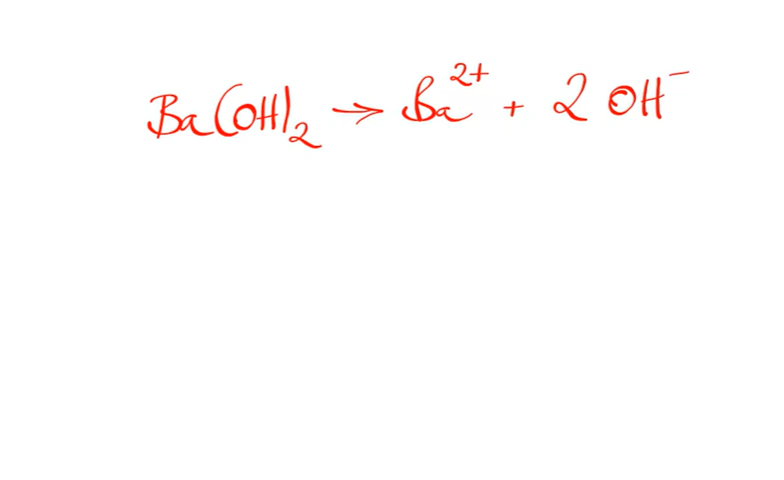 Ba(OH)₂ → Ba²⁺ + 2 OH⁻